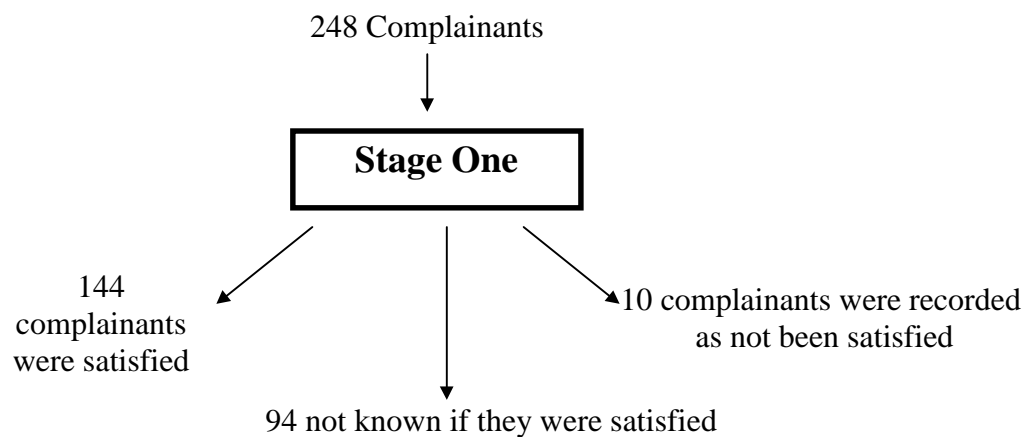 248 Complainants
Stage One
144
complainants
were satisfied
10 complainants were recorded
as not been satisfied
94 not known if they were satisfied